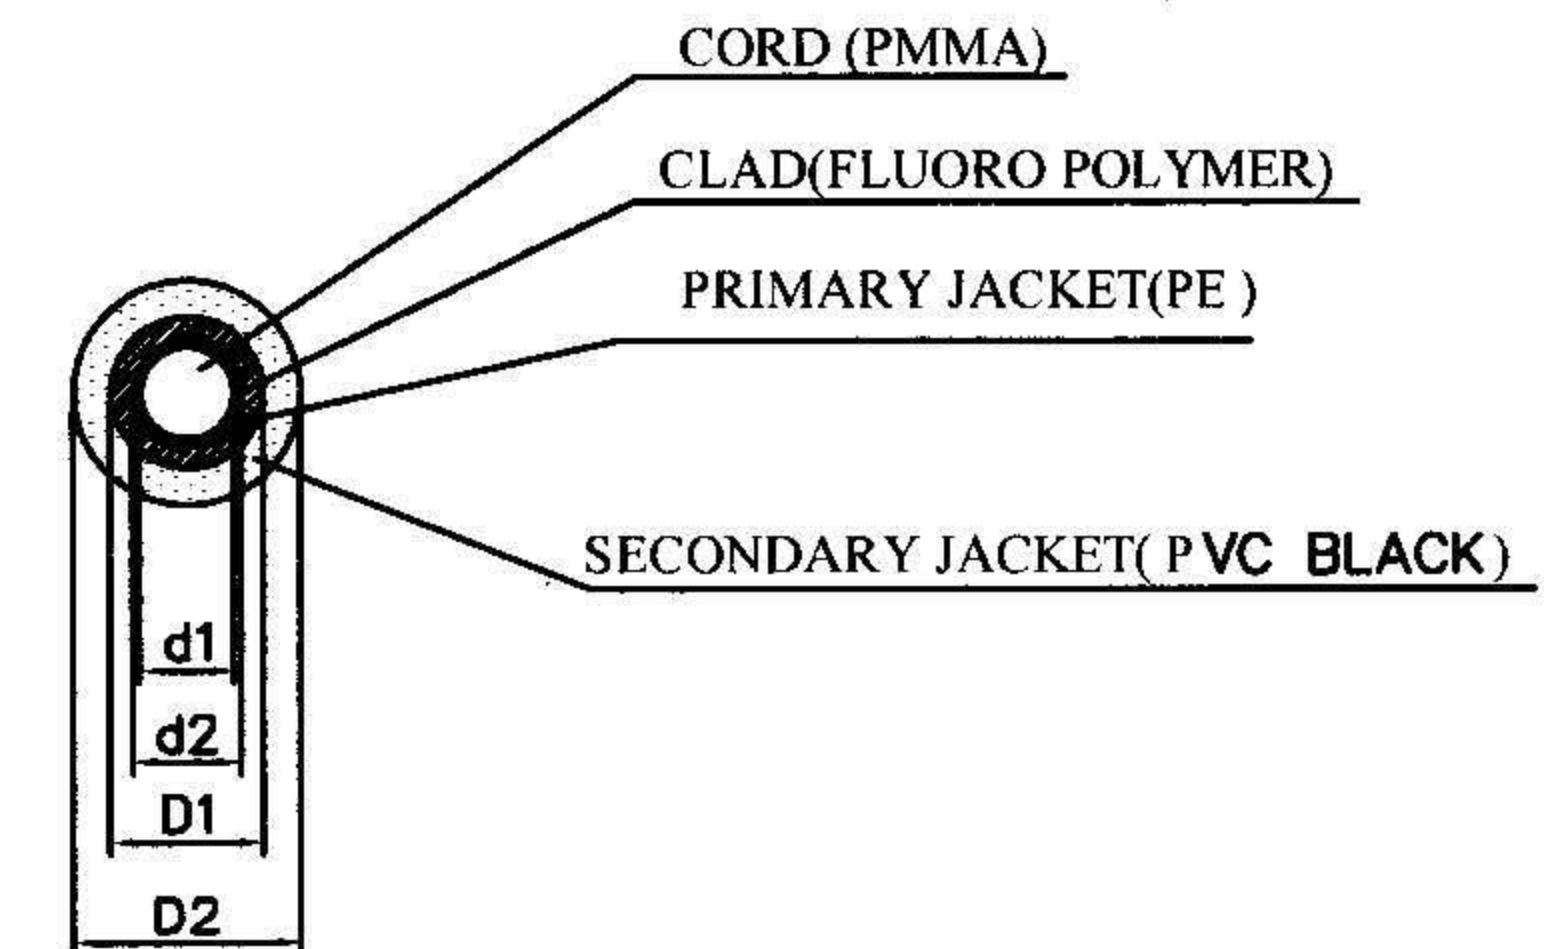 CORD (PMMA)
CLAD(FLUORO POLYMER)
PRIMARY JACKET(PE )
SECONDARY JACKET( PVC BLACK)
d1
d2
D1
D2